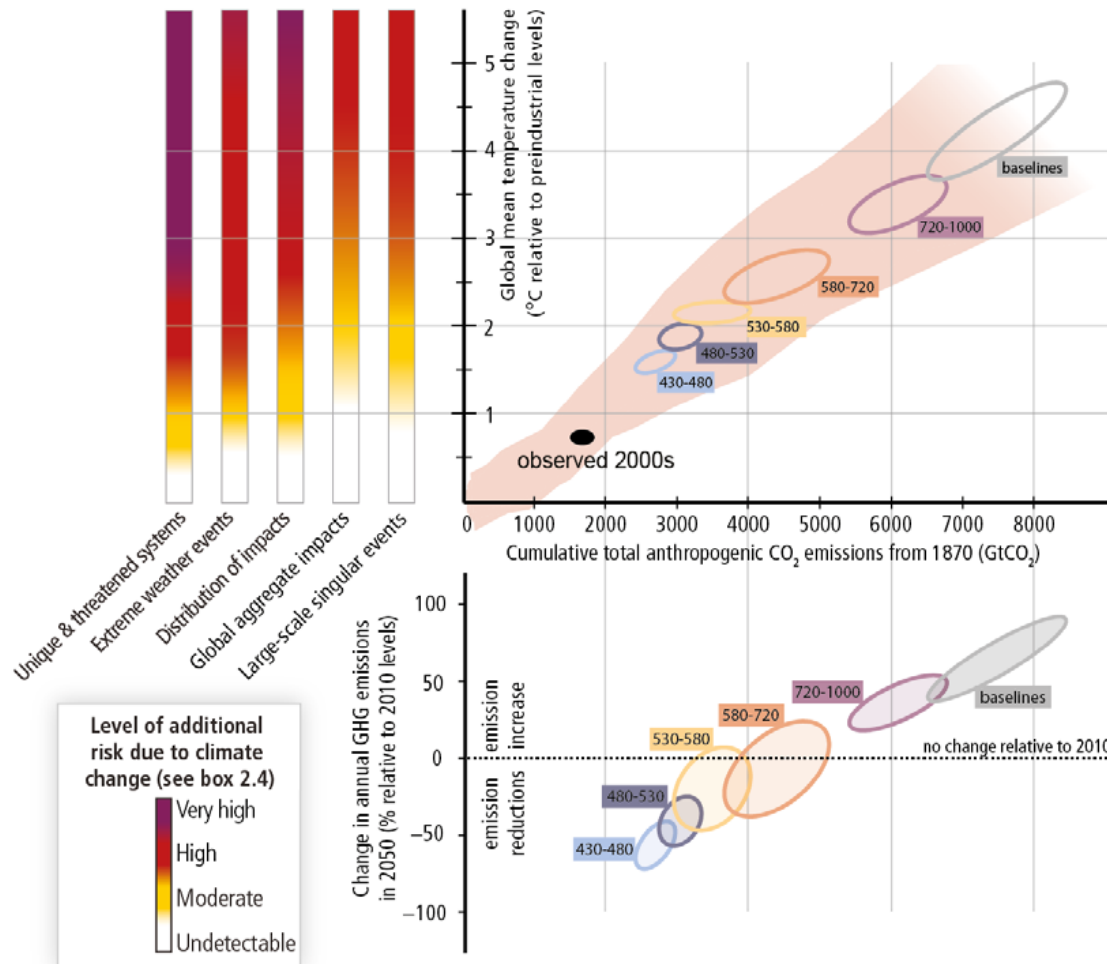 5
4
3
2
1
Global mean temperature change
(°C relative to preindustrial levels)
baselines
720-1000
580-720
530-580
480-530
430-480
observed 2000s
0 1000 2000 3000 4000 5000 6000 7000 8000
Cumulative total anthropogenic CO₂ emissions from 1870 (GtCO₂)
Unique & threatened systems
Extreme weather events
Distribution of impacts
Global aggregate impacts
Large-scale singular events
Level of additional
risk due to climate
change (see box 2.4)
Very high
High
Moderate
Undetectable
Change in annual GHG emissions
in 2050 (% relative to 2010 levels)
100
50
0
−50
−100
emission
increase
emission
reductions
720-1000
baselines
580-720
530-580
no change relative to 2010
480-530
430-480